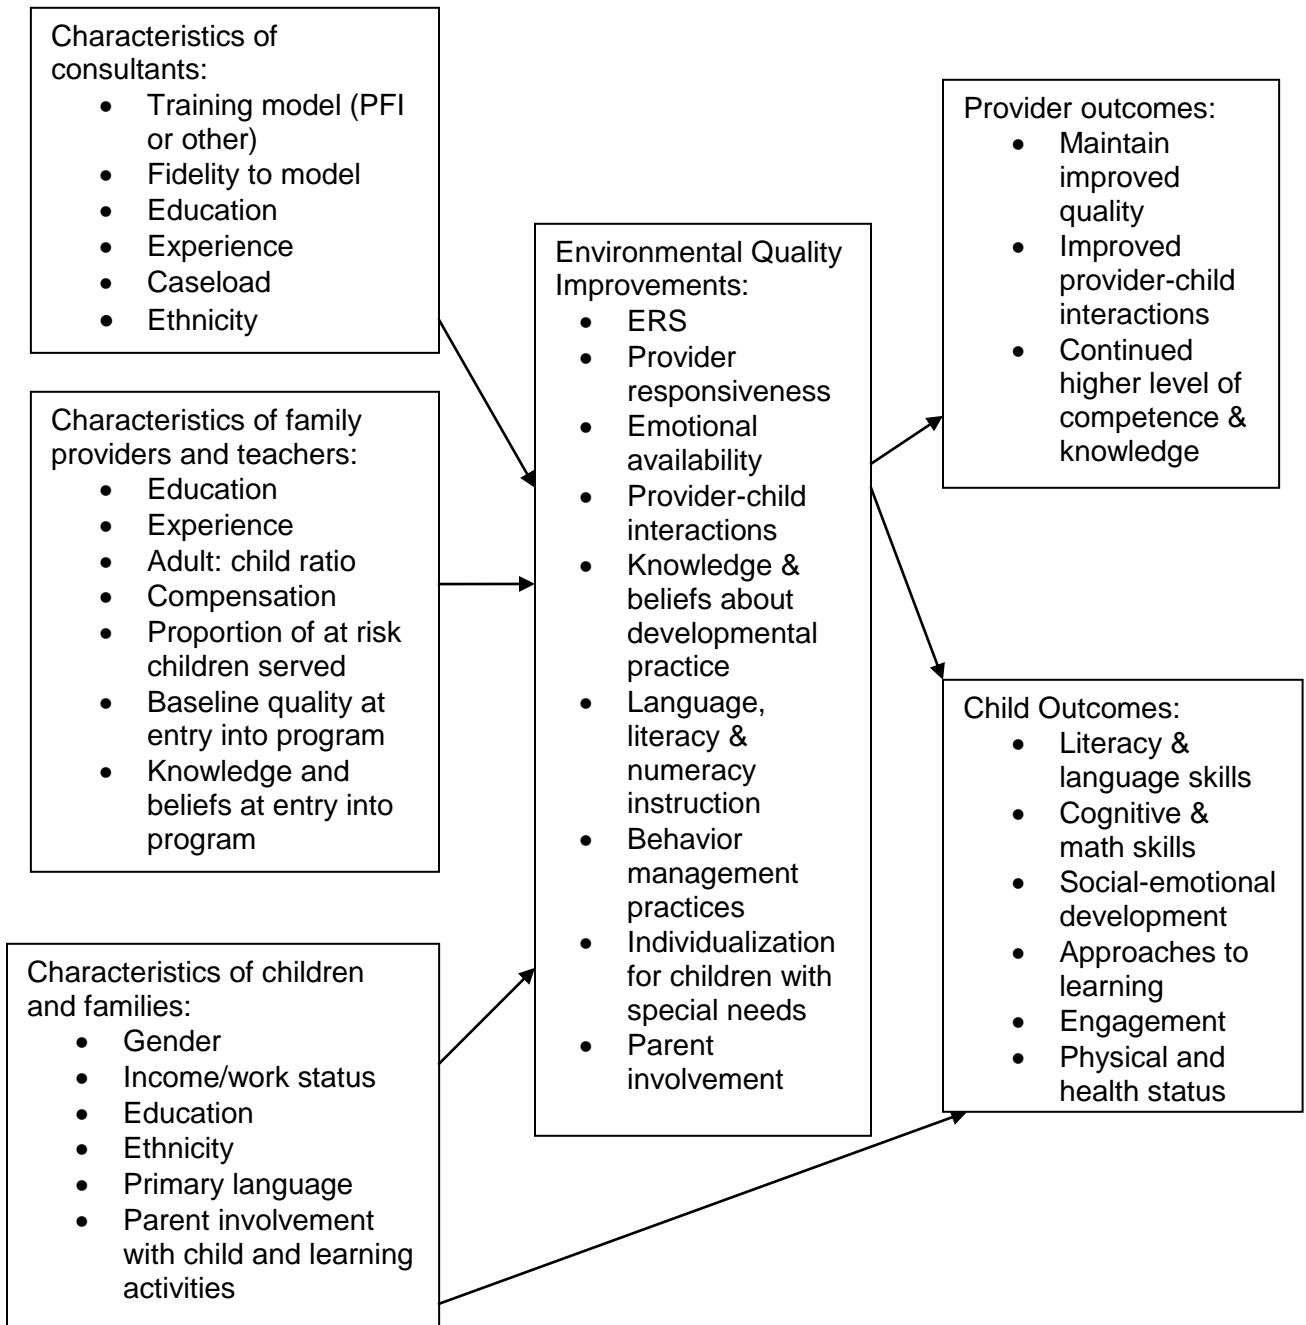 Characteristics of
consultants:
• Training model (PFI
or other)
• Fidelity to model
• Education
• Experience
• Caseload
• Ethnicity
Characteristics of family
providers and teachers:
• Education
• Experience
• Adult: child ratio
• Compensation
• Proportion of at risk
children served
• Baseline quality at
entry into program
• Knowledge and
beliefs at entry into
program
Characteristics of children
and families:
• Gender
• Income/work status
• Education
• Ethnicity
• Primary language
• Parent involvement
with child and learning
activities
Environmental Quality
Improvements:
• ERS
• Provider
responsiveness
• Emotional
availability
• Provider-child
interactions
• Knowledge &
beliefs about
developmental
practice
• Language,
literacy &
numeracy
instruction
• Behavior
management
practices
• Individualization
for children with
special needs
• Parent
involvement
Provider outcomes:
• Maintain
improved
quality
• Improved
provider-child
interactions
• Continued
higher level of
competence &
knowledge
Child Outcomes:
• Literacy &
language skills
• Cognitive &
math skills
• Social-emotional
development
• Approaches to
learning
• Engagement
• Physical and
health status